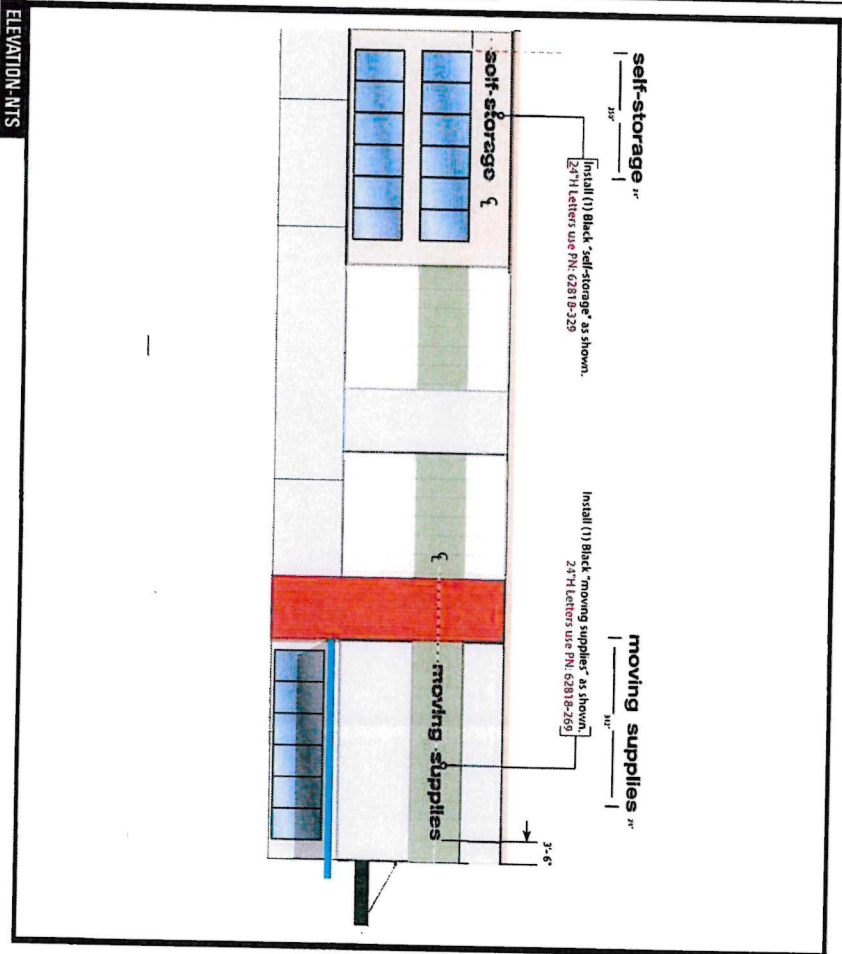 self-storage
Install (1) Black "self-storage" as shown.
24"H Letters use PN: 62818-329
self-storage
moving supplies
Install (1) Black "moving supplies" as shown.
24"H Letters use PN: 62818-269
3'-6"
moving supplies
ELEVATION-NTS